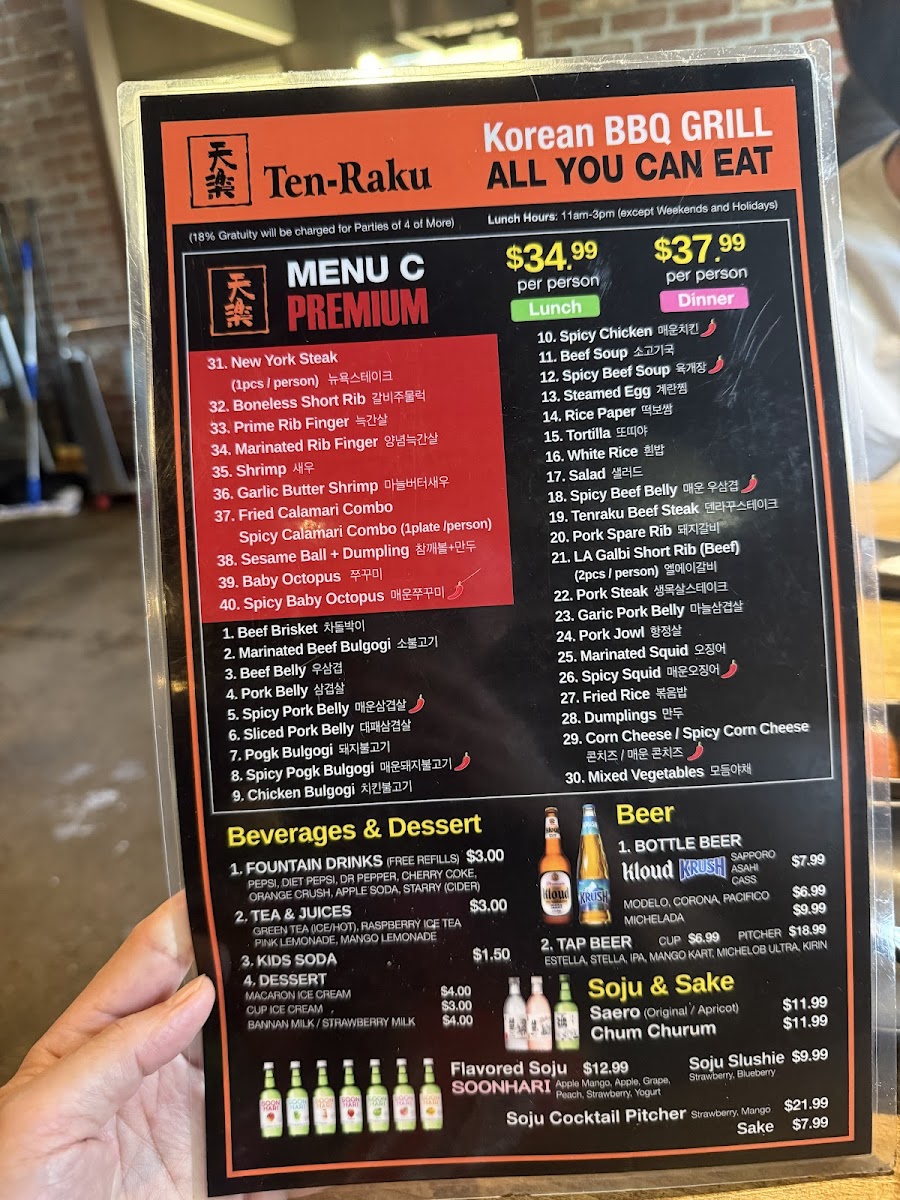 天楽
Ten-Raku
Korean BBQ GRILL
ALL YOU CAN EAT
(18% Gratuity will be charged for Parties of 4 of More)
Lunch Hours: 11am-3pm (except Weekends and Holidays)
天楽
MENU C
PREMIUM
$34.99
per person
Lunch
$37.99
per person
Dinner
31. New York Steak
(1pcs / person) 뉴욕스테이크
32. Boneless Short Rib 갈비주물럭
33. Prime Rib Finger 늑간살
34. Marinated Rib Finger 양념늑간살
35. Shrimp 새우
36. Garlic Butter Shrimp 마늘버터새우
37. Fried Calamari Combo
Spicy Calamari Combo (1plate /person)
38. Sesame Ball + Dumpling 참깨볼+만두
39. Baby Octopus 쭈꾸미
40. Spicy Baby Octopus 매운쭈꾸미
1. Beef Brisket 차돌박이
2. Marinated Beef Bulgogi 소불고기
3. Beef Belly 우삼겹
4. Pork Belly 삼겹살
5. Spicy Pork Belly 매운삼겹살
6. Sliced Pork Belly 대패삼겹살
7. Pogk Bulgogi 돼지불고기
8. Spicy Pogk Bulgogi 매운돼지불고기
9. Chicken Bulgogi 치킨불고기
10. Spicy Chicken 매운치킨
11. Beef Soup 소고기국
12. Spicy Beef Soup 육개장
13. Steamed Egg 계란찜
14. Rice Paper 떡보쌈
15. Tortilla 또띠야
16. White Rice 흰밥
17. Salad 샐러드
18. Spicy Beef Belly 매운 우삼겹
19. Tenraku Beef Steak 덴라꾸스테이크
20. Pork Spare Rib 돼지갈비
21. LA Galbi Short Rib (Beef)
(2pcs / person) 엘에이갈비
22. Pork Steak 생목살스테이크
23. Garic Pork Belly 마늘삼겹살
24. Pork Jowl 항정살
25. Marinated Squid 오징어
26. Spicy Squid 매운오징어
27. Fried Rice 볶음밥
28. Dumplings 만두
29. Corn Cheese / Spicy Corn Cheese
콘치즈 / 매운 콘치즈
30. Mixed Vegetables 모듬야채
Beverages & Dessert
1. FOUNTAIN DRINKS (FREE REFILLS) $3.00
PEPSI, DIET PEPSI, DR PEPPER, CHERRY COKE,
ORANGE CRUSH, APPLE SODA, STARRY (CIDER)
2. TEA & JUICES $3.00
GREEN TEA (ICE/HOT), RASPBERRY ICE TEA
PINK LEMONADE, MANGO LEMONADE
3. KIDS SODA $1.50
4. DESSERT
MACARON ICE CREAM $4.00
CUP ICE CREAM $3.00
BANNAN MILK / STRAWBERRY MILK $4.00
Beer
1. BOTTLE BEER
Kloud KRUSH
SAPPORO
ASAHI
CASS
$7.99
MODELO, CORONA, PACIFICO $6.99
MICHELADA $9.99
2. TAP BEER CUP $6.99 PITCHER $18.99
ESTELLA, STELLA, IPA, MANGO KART, MICHELOB ULTRA, KIRIN
Soju & Sake
Saero (Original / Apricot) $11.99
Chum Churum $11.99
Flavored Soju $12.99
SOONHARI Apple Mango, Apple, Grape,
Peach, Strawberry, Yogurt
Soju Slushie $9.99
Strawberry, Blueberry
Soju Cocktail Pitcher Strawberry, Mango $21.99
Sake $7.99